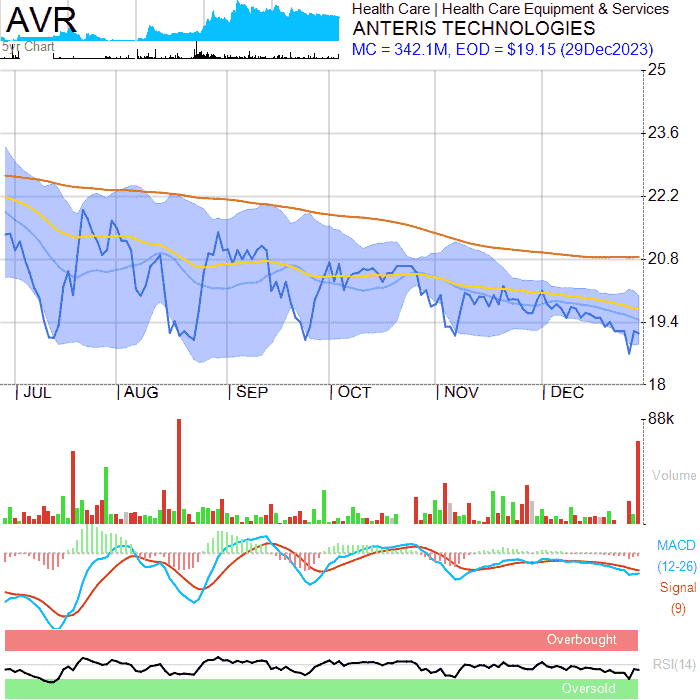 AVR
5yr Chart
Health Care | Health Care Equipment & Services
ANTERIS TECHNOLOGIES
MC = 342.1M, EOD = $19.15 (29Dec2023)
25
23.6
22.2
20.8
19.4
18
JUL AUG SEP OCT NOV DEC
88k
Volume
MACD
(12-26)
Signal
(9)
Overbought
RSI(14)
Oversold